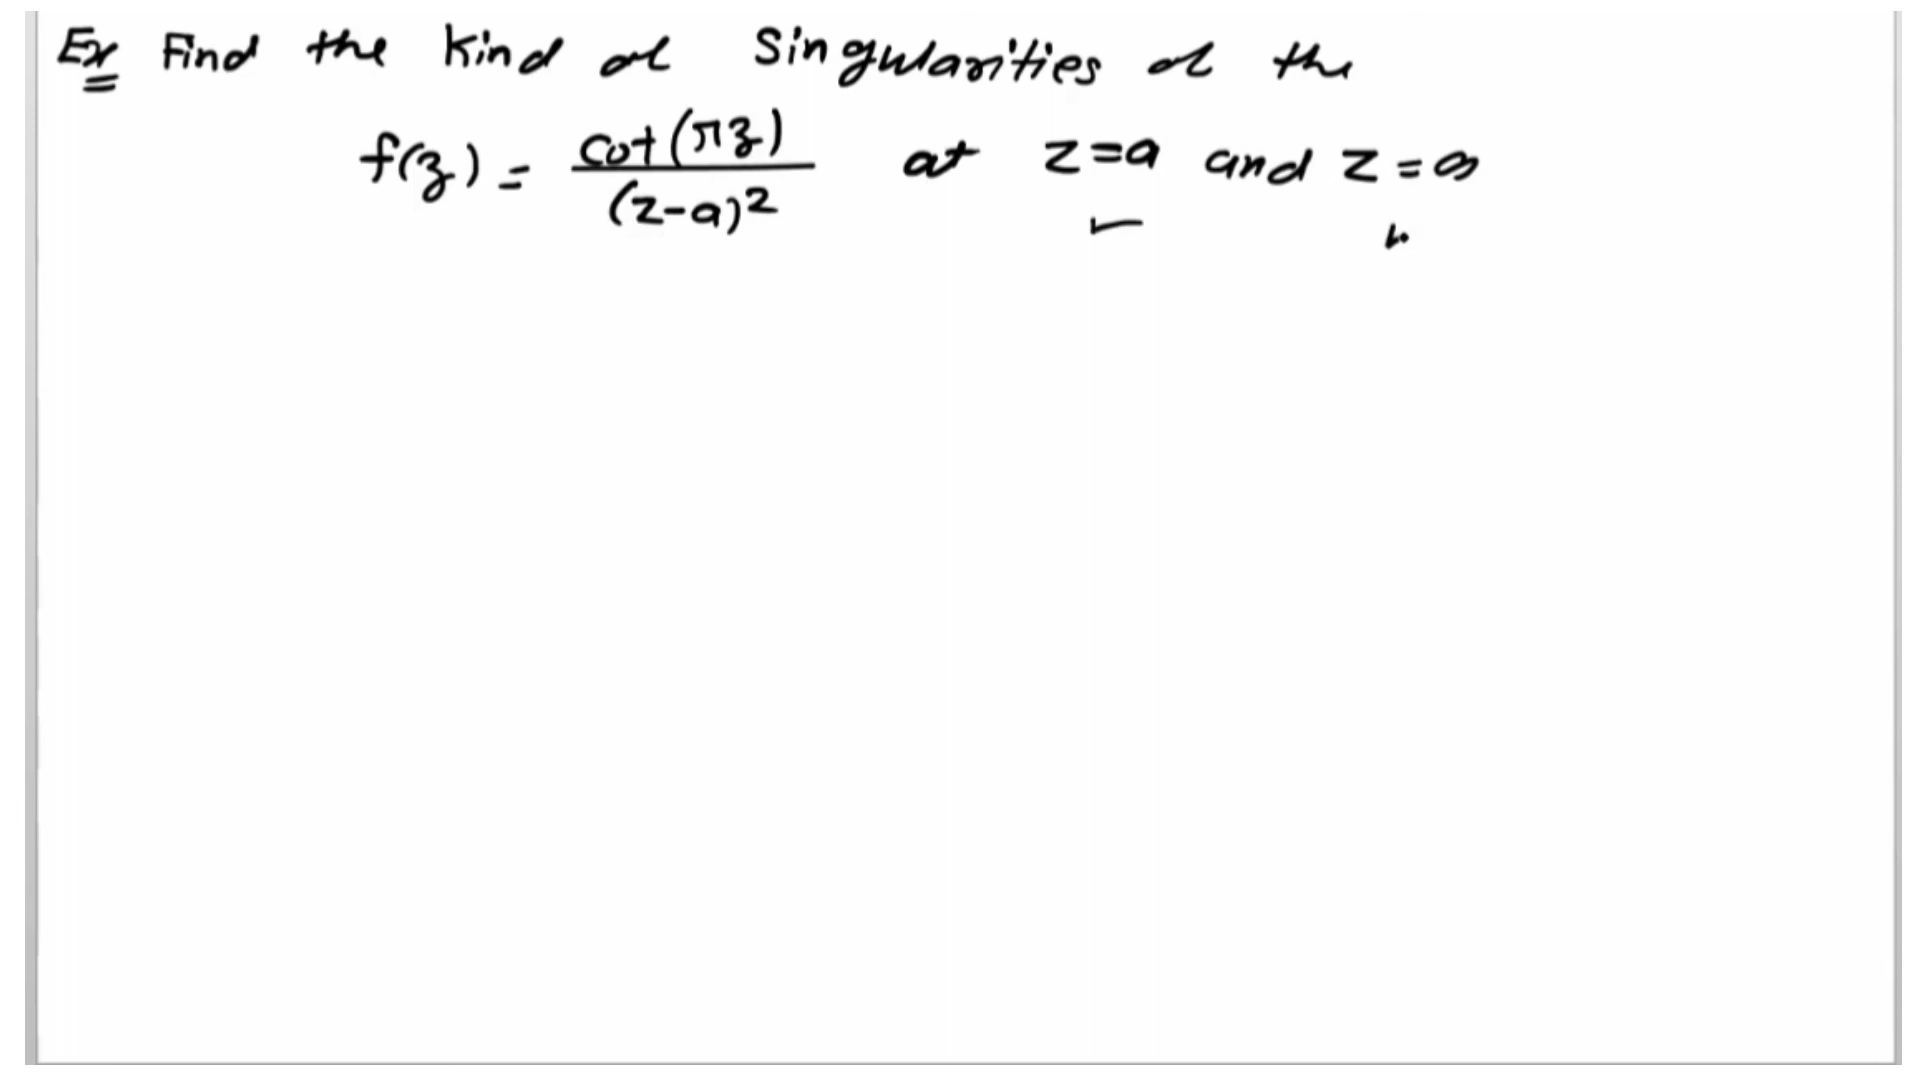 Ex Find the kind of Singularities of the
f(z) = cot(πz) / (z-a)² at z=a and z=∞